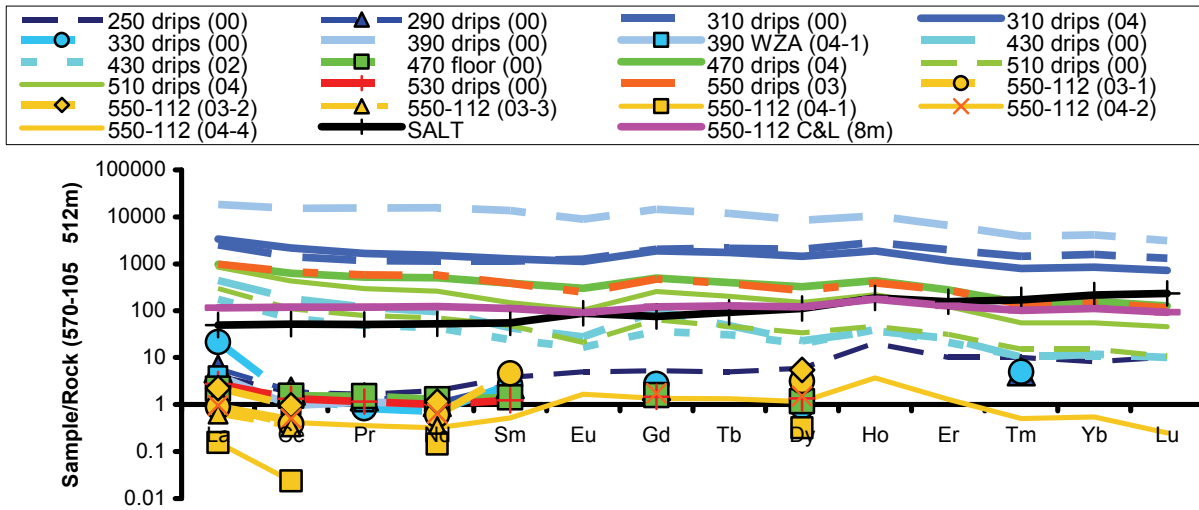 250 drips (00) 290 drips (00) 310 drips (00) 310 drips (04)
330 drips (00) 390 drips (00) 390 WZA (04-1) 430 drips (00)
430 drips (02) 470 floor (00) 470 drips (04) 510 drips (00)
510 drips (04) 530 drips (00) 550 drips (03) 550-112 (03-1)
550-112 (03-2) 550-112 (03-3) 550-112 (04-1) 550-112 (04-2)
550-112 (04-4) SALT 550-112 C&L (8m)
Sample/Rock (570-105 512m)
100000
10000
1000
100
10
1
0.1
0.01
La Ce Pr Nd Sm Eu Gd Tb Dy Ho Er Tm Yb Lu